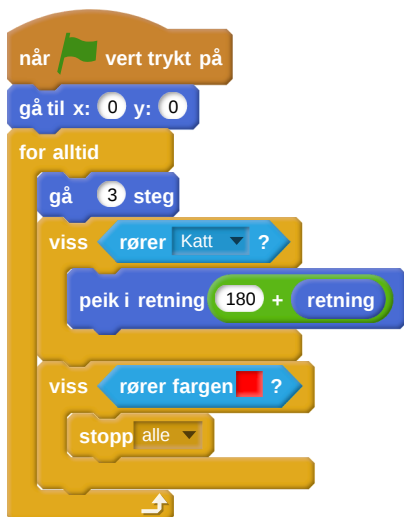 når vert trykt på
gå til x: 0 y: 0
for alltid
gå 3 steg
viss rører Katt ?
peik i retning 180 + retning
viss rører fargen ?
stopp alle